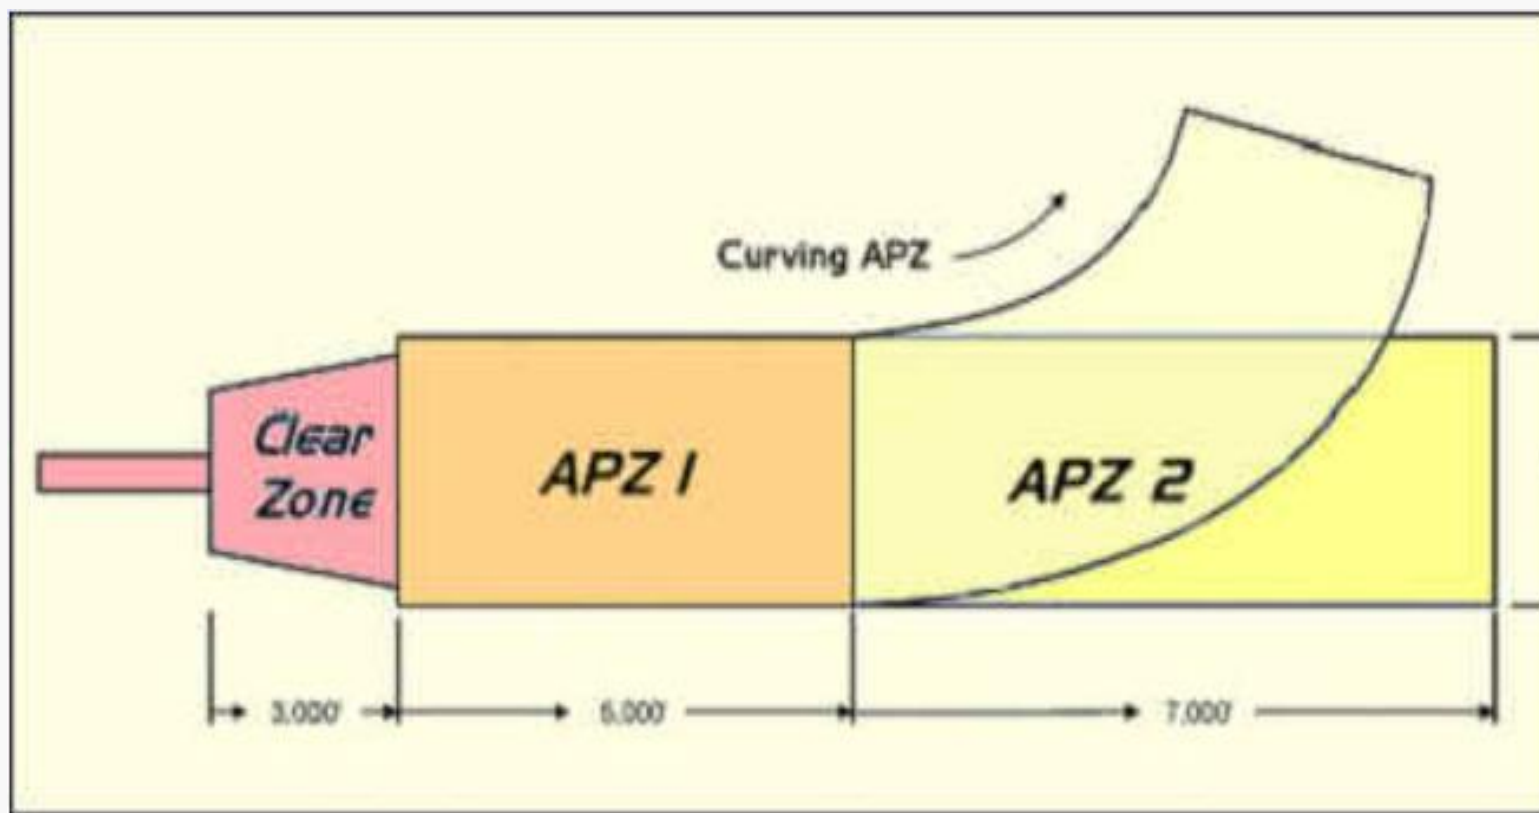 Curving APZ
Clear
Zone
APZ 1
APZ 2
3,000'
5,000'
7,000'